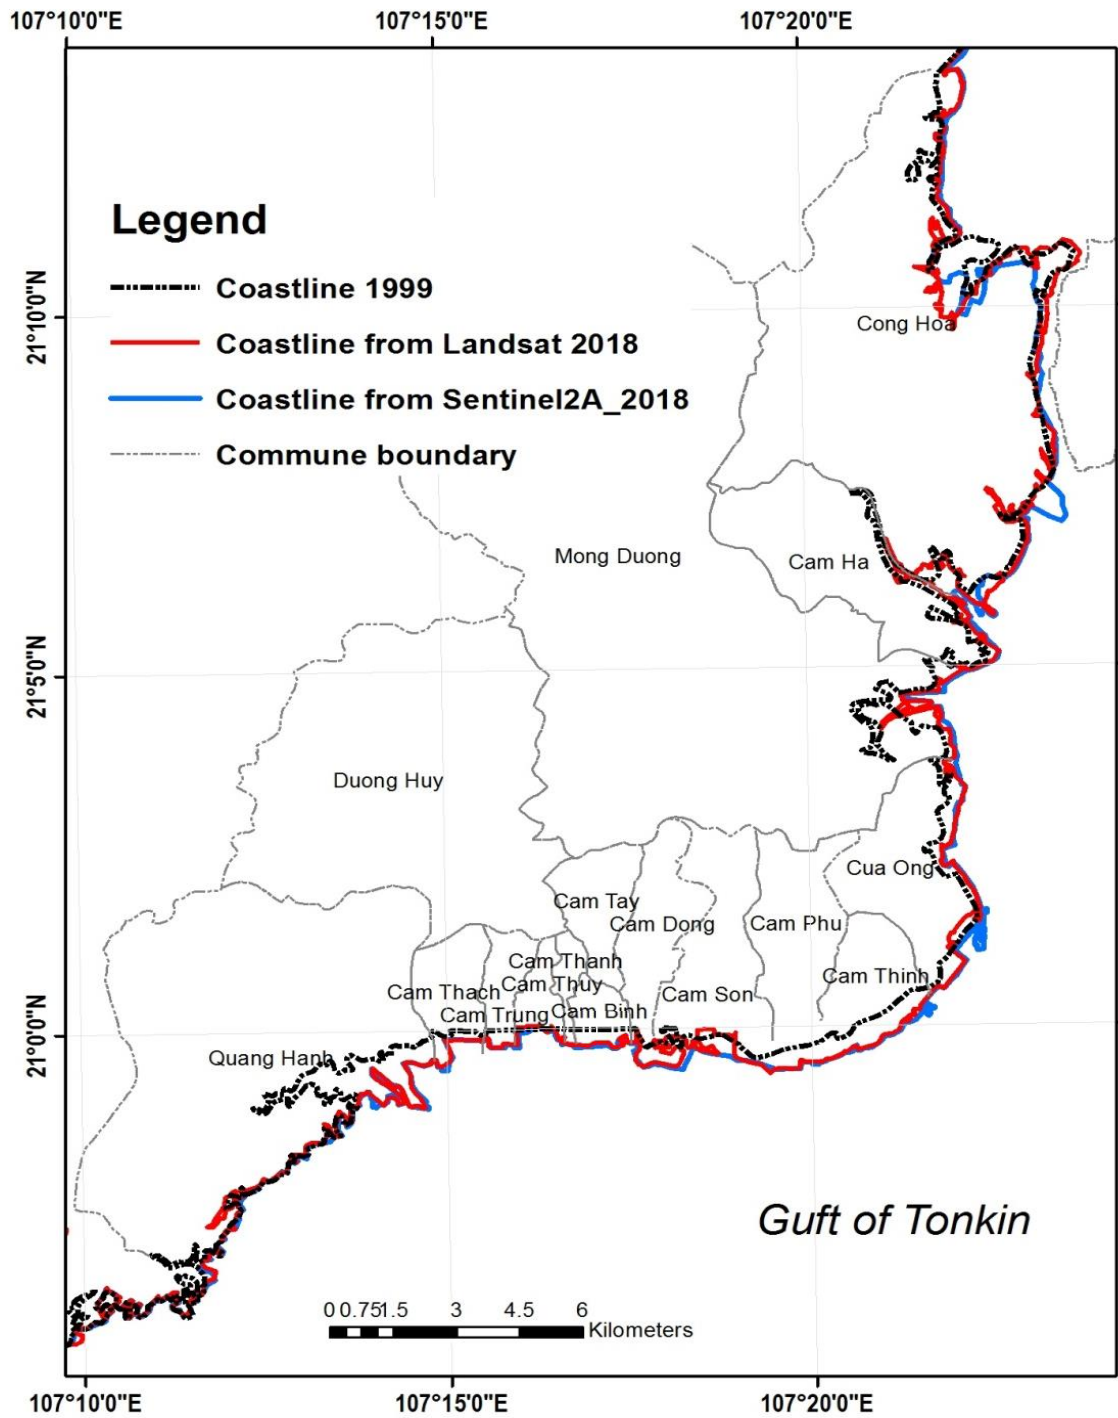 107°10'0"E 107°15'0"E 107°20'0"E
Legend
Coastline 1999
Coastline from Landsat 2018
Coastline from Sentinel2A_2018
Commune boundary
21°10'0"N
Cong Hoa
Mong Duong
Cam Ha
21°5'0"N
Duong Huy
Cua Ong
Cam Tay
Cam Dong
Cam Phu
Cam Thanh
Cam Thinh
Cam Thach
Cam Thuy
Cam Son
Cam Trung
Cam Binh
21°0'0"N
Quang Hanh
Guft of Tonkin
0 0.75 1.5 3 4.5 6
Kilometers
107°10'0"E 107°15'0"E 107°20'0"E